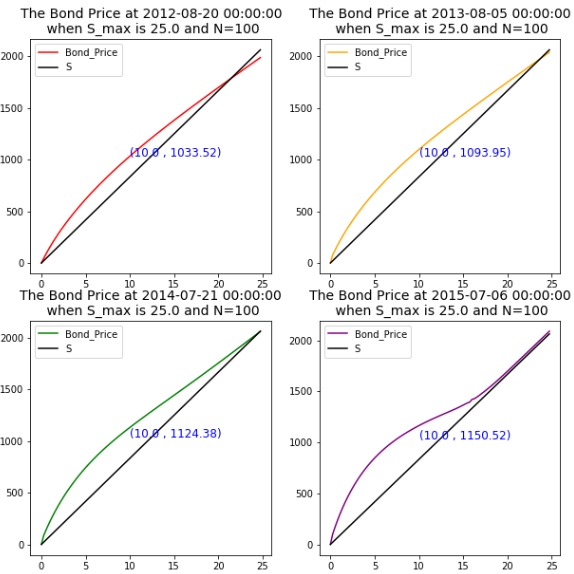 The Bond Price at 2012-08-20 00:00:00
when S_max is 25.0 and N=100
2000
1500
1000
500
0
Bond_Price
S
(10.0 , 1033.52)
0 5 10 15 20 25
The Bond Price at 2013-08-05 00:00:00
when S_max is 25.0 and N=100
2000
1500
1000
500
0
Bond_Price
S
(10.0 , 1093.95)
0 5 10 15 20 25
The Bond Price at 2014-07-21 00:00:00
when S_max is 25.0 and N=100
2000
1500
1000
500
0
Bond_Price
S
(10.0 , 1124.38)
0 5 10 15 20 25
The Bond Price at 2015-07-06 00:00:00
when S_max is 25.0 and N=100
2000
1500
1000
500
0
Bond_Price
S
(10.0 , 1150.52)
0 5 10 15 20 25